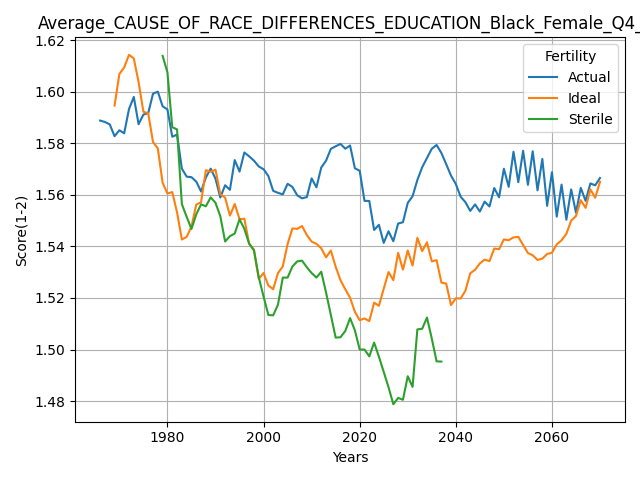 Average_CAUSE_OF_RACE_DIFFERENCES_EDUCATION_Black_Female_Q4_
Fertility
Actual
Ideal
Sterile
Score(1-2)
1.62
1.60
1.58
1.56
1.54
1.52
1.50
1.48
1980
2000
2020
2040
2060
Years